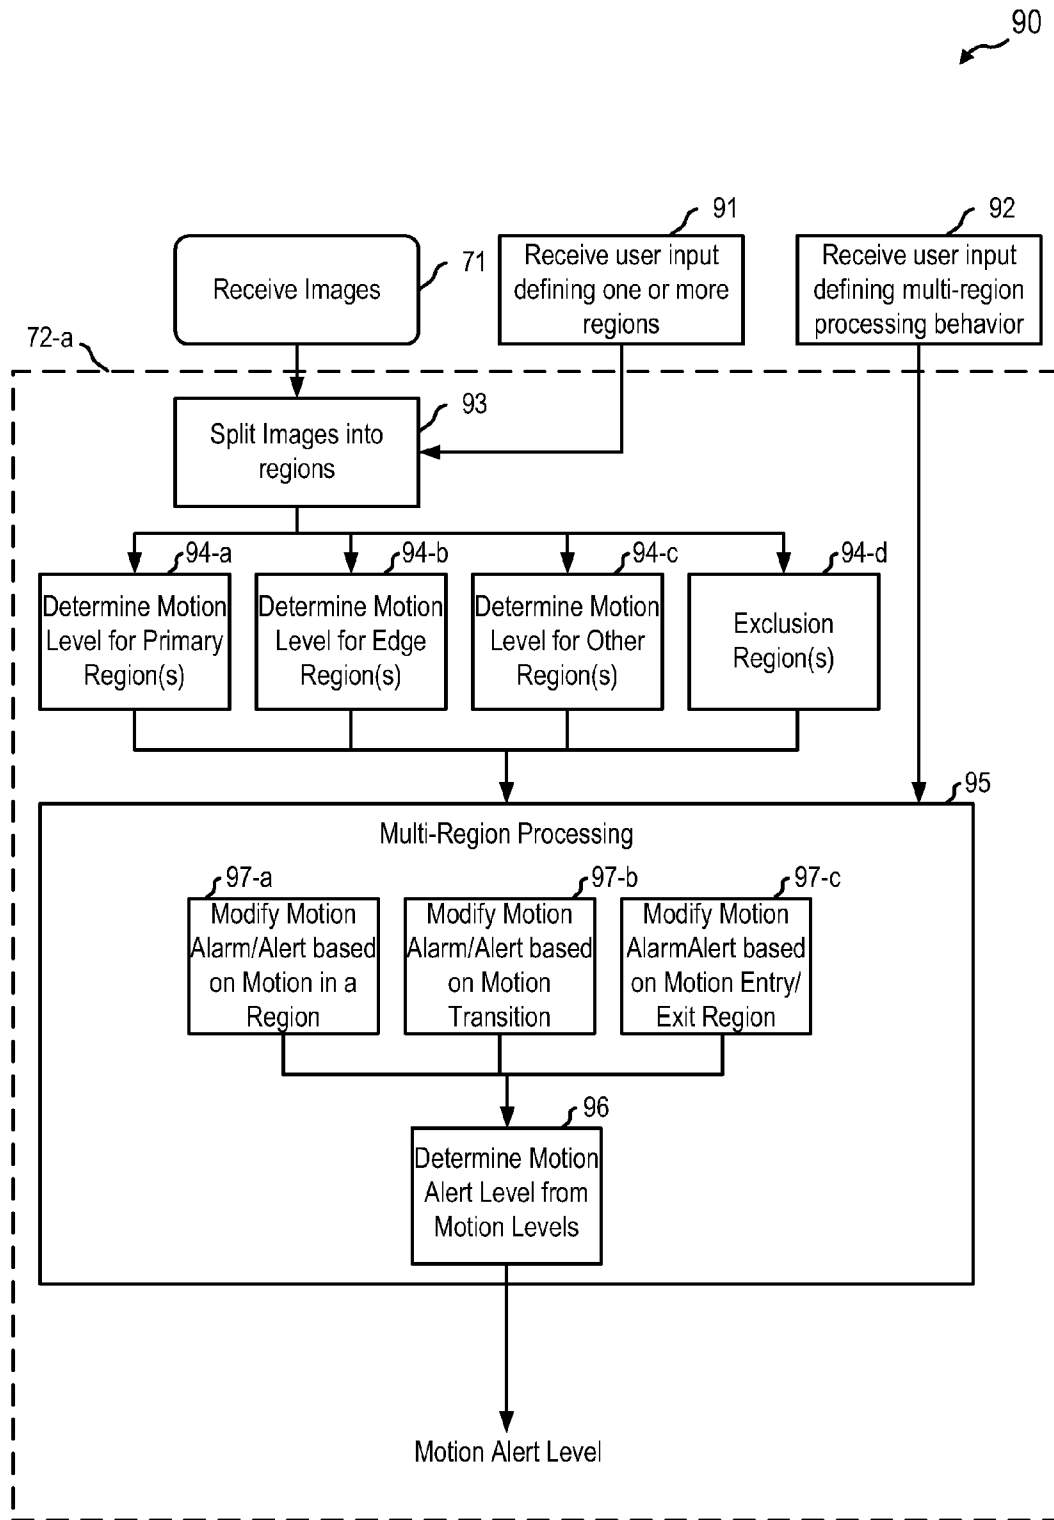 90
91
92
Receive Images
71
Receive user input
defining one or more
regions
Receive user input
defining multi-region
processing behavior
72-a
93
Split Images into
regions
94-a
94-b
94-c
94-d
Determine Motion
Level for Primary
Region(s)
Determine Motion
Level for Edge
Region(s)
Determine Motion
Level for Other
Region(s)
Exclusion
Region(s)
95
Multi-Region Processing
97-a
97-b
97-c
Modify Motion
Alarm/Alert based
on Motion in a
Region
Modify Motion
Alarm/Alert based
on Motion
Transition
Modify Motion
AlarmAlert based
on Motion Entry/
Exit Region
96
Determine Motion
Alert Level from
Motion Levels
Motion Alert Level